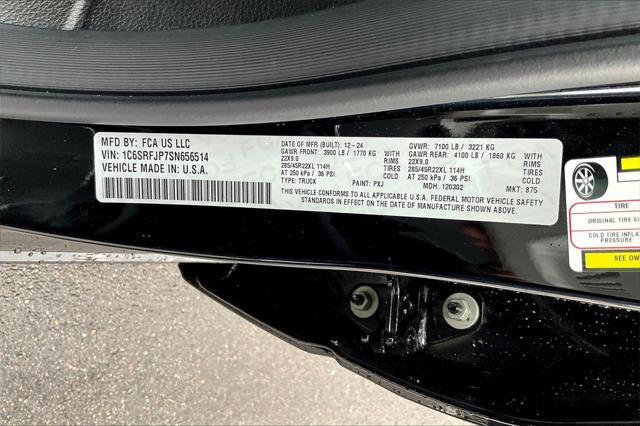 MFD BY: FCA US LLC
VIN: 1C6SRFJP7SN656514
VEHICLE MADE IN: U.S.A.
DATE OF MFR (BUILT): 12-24
GAWR FRONT: 3900 LB / 1770 KG
22X9.0 RIMS
285/45R22XL 114H TIRES
AT 250 kPa / 36 PSI COLD
TYPE: TRUCK PAINT: PXJ
GVWR: 7100 LB / 3221 KG
GAWR REAR: 4100 LB / 1860 KG
WITH
22X9.0 RIMS
285/45R22XL 114H TIRES
AT 250 kPa / 36 PSI COLD
MDH: 120302 MKT: 875
THIS VEHICLE CONFORMS TO ALL APPLICABLE U.S.A. FEDERAL MOTOR VEHICLE SAFETY
STANDARDS IN EFFECT ON THE DATE OF MANUFACTURE SHOWN ABOVE.
TIRE
ORIGINAL TIRE
COLD TIRE
PRESSURE
SEE